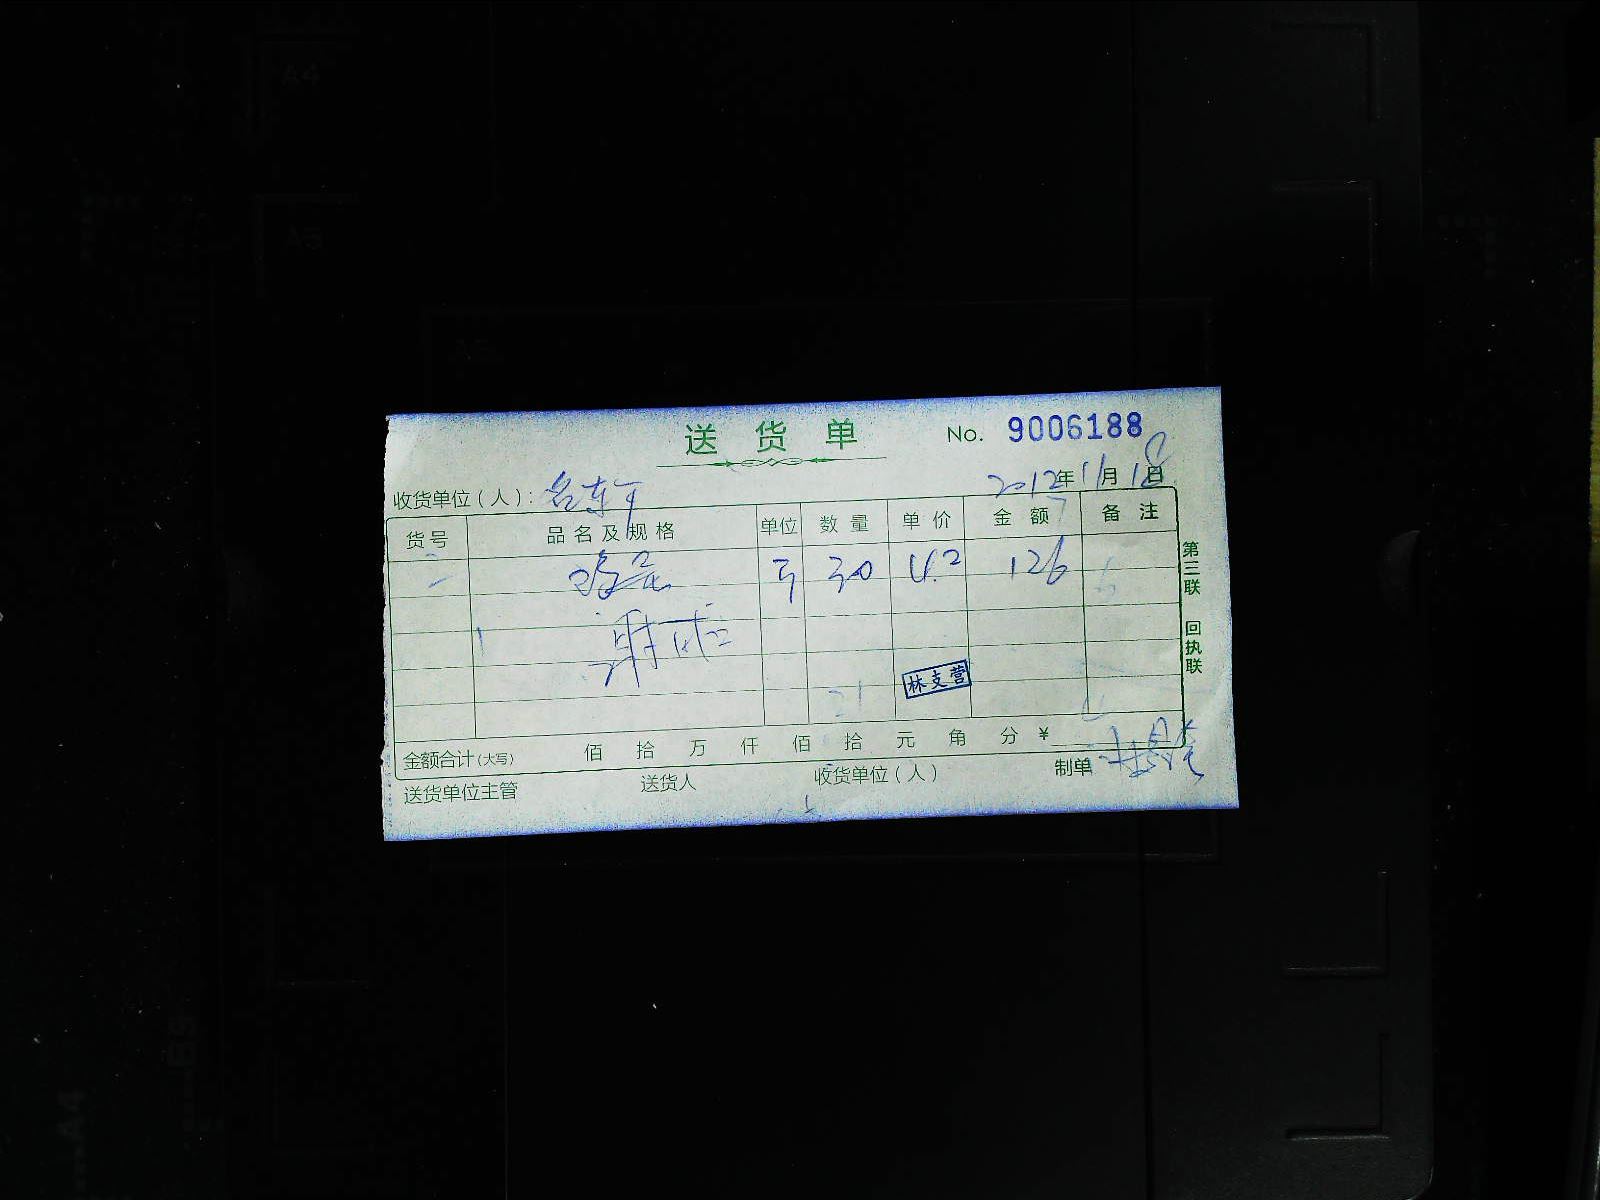 送货单 No. 9006188
2012年11月18日
收货单位（人）：
货号 品名及规格 单位 数量 单价 金额 备注
鸡蛋 斤 30 4.2 126
林支营
金额合计(大写) 佰 拾 万 仟 佰 拾 元 角 分 ¥
送货单位主管 送货人 收货单位（人） 制单
第三联 回执联